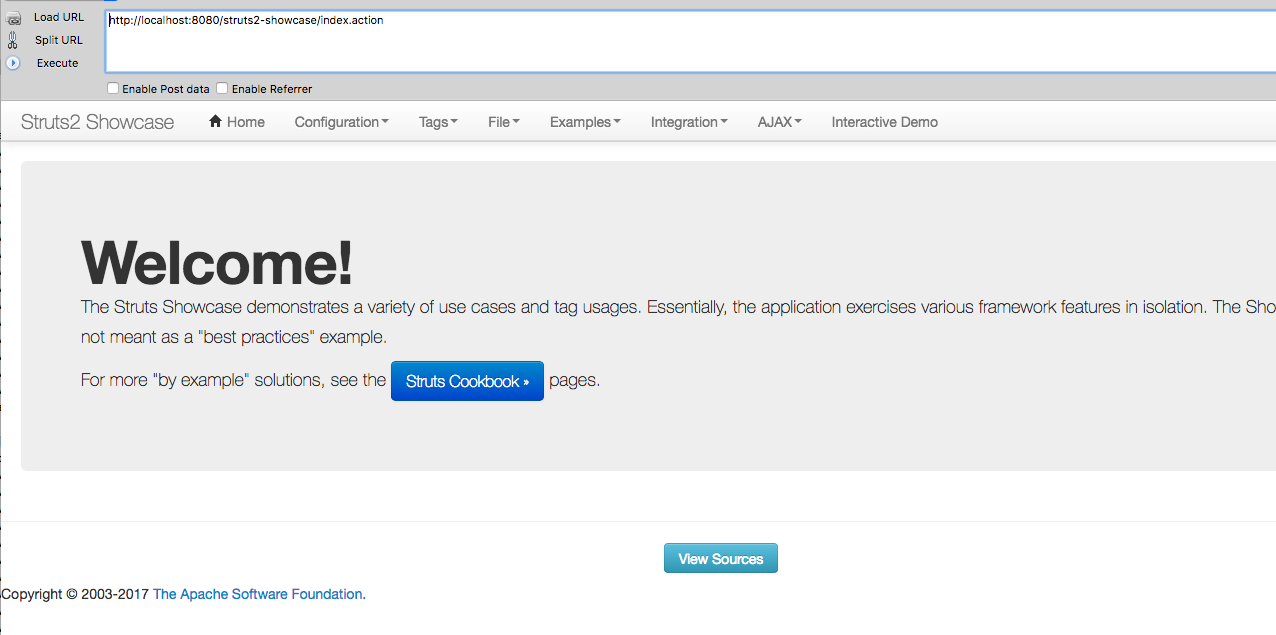 Load URL
http://localhost:8080/struts2-showcase/index.action
Split URL
Execute
Enable Post data Enable Referrer
Struts2 Showcase Home Configuration Tags File Examples Integration AJAX Interactive Demo
Welcome!
The Struts Showcase demonstrates a variety of use cases and tag usages. Essentially, the application exercises various framework features in isolation. The Sho
not meant as a "best practices" example.
For more "by example" solutions, see the Struts Cookbook » pages.
View Sources
Copyright © 2003-2017 The Apache Software Foundation.